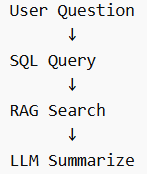 User Question
↓
SQL Query
↓
RAG Search
↓
LLM Summarize